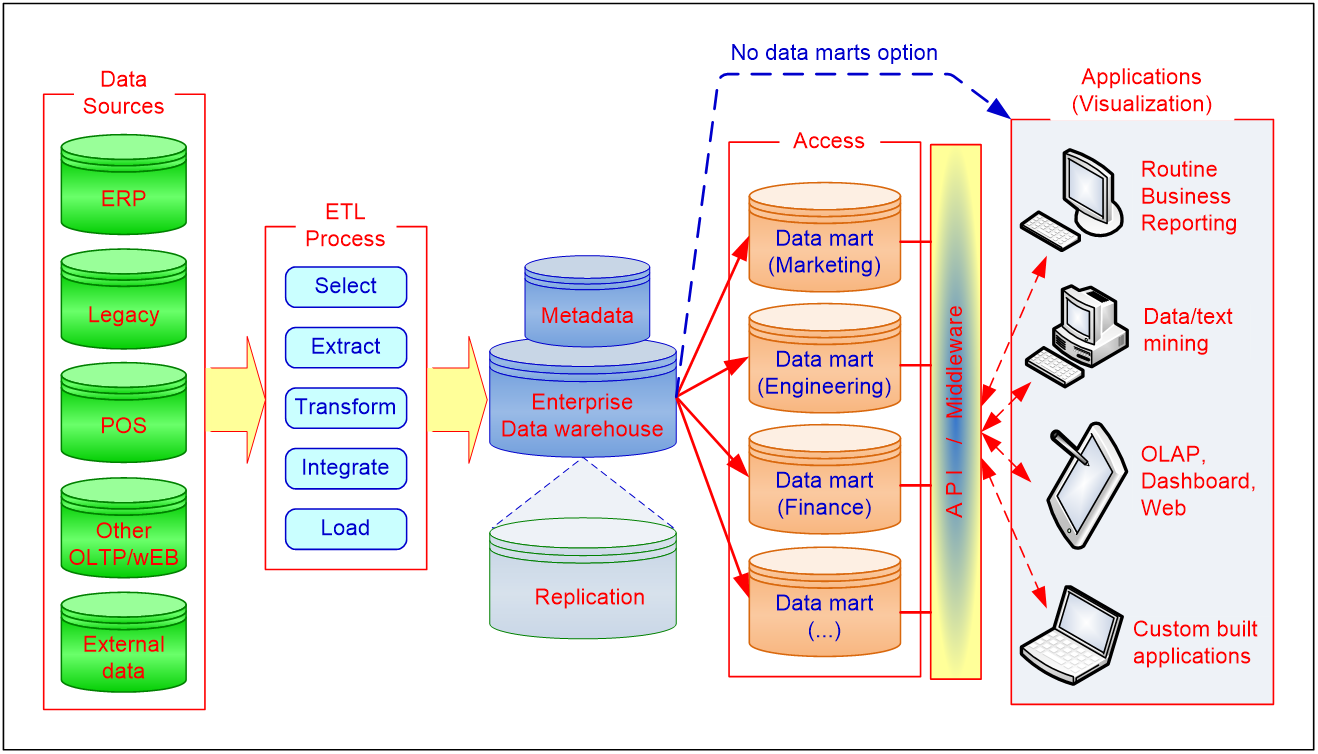 No data marts option
Data
Sources
ERP
Legacy
POS
Other
OLTP/wEB
External
data
ETL
Process
Select
Extract
Transform
Integrate
Load
Metadata
Enterprise
Data warehouse
Replication
Access
Data mart
(Marketing)
Data mart
(Engineering)
Data mart
(Finance)
Data mart
(...)
API / Middleware
Applications
(Visualization)
Routine
Business
Reporting
Data/text
mining
OLAP,
Dashboard,
Web
Custom built
applications